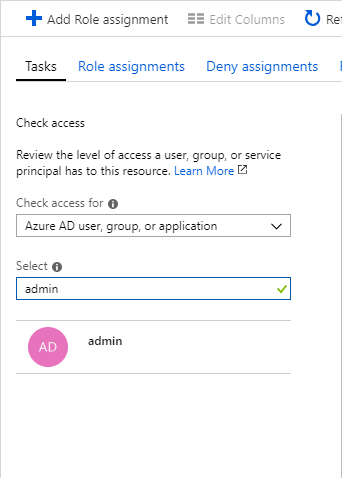 Add Role assignment Edit Columns Re
Tasks Role assignments Deny assignments
Check access
Review the level of access a user, group, or service
principal has to this resource. Learn More
Check access for
Azure AD user, group, or application
Select
admin
AD admin